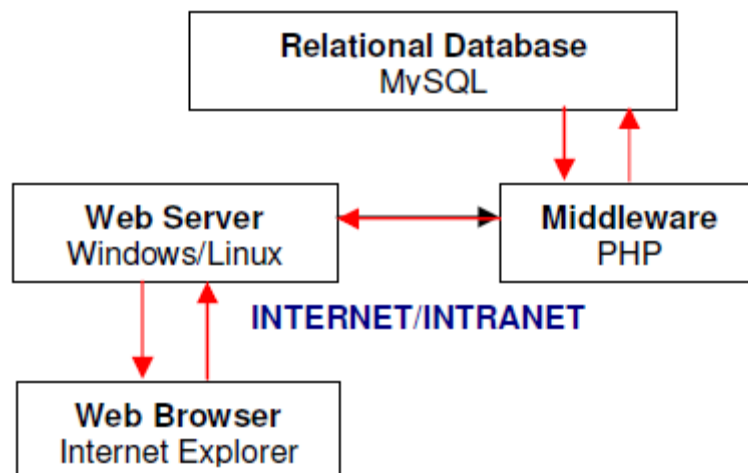 Relational Database
MySQL
Web Server
Windows/Linux
Middleware
PHP
INTERNET/INTRANET
Web Browser
Internet Explorer